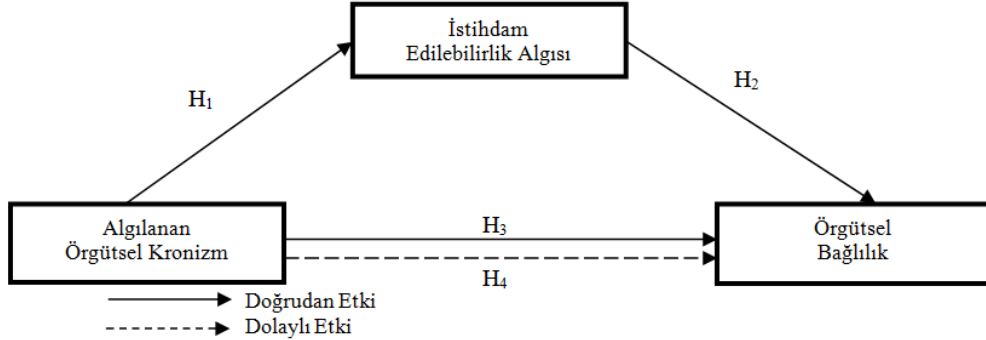 İstihdam
Edilebilirlik Algısı
H₁
H₂
Algılanan
Örgütsel Kronizm
H₃
H₄
Örgütsel
Bağlılık
Doğrudan Etki
Dolaylı Etki